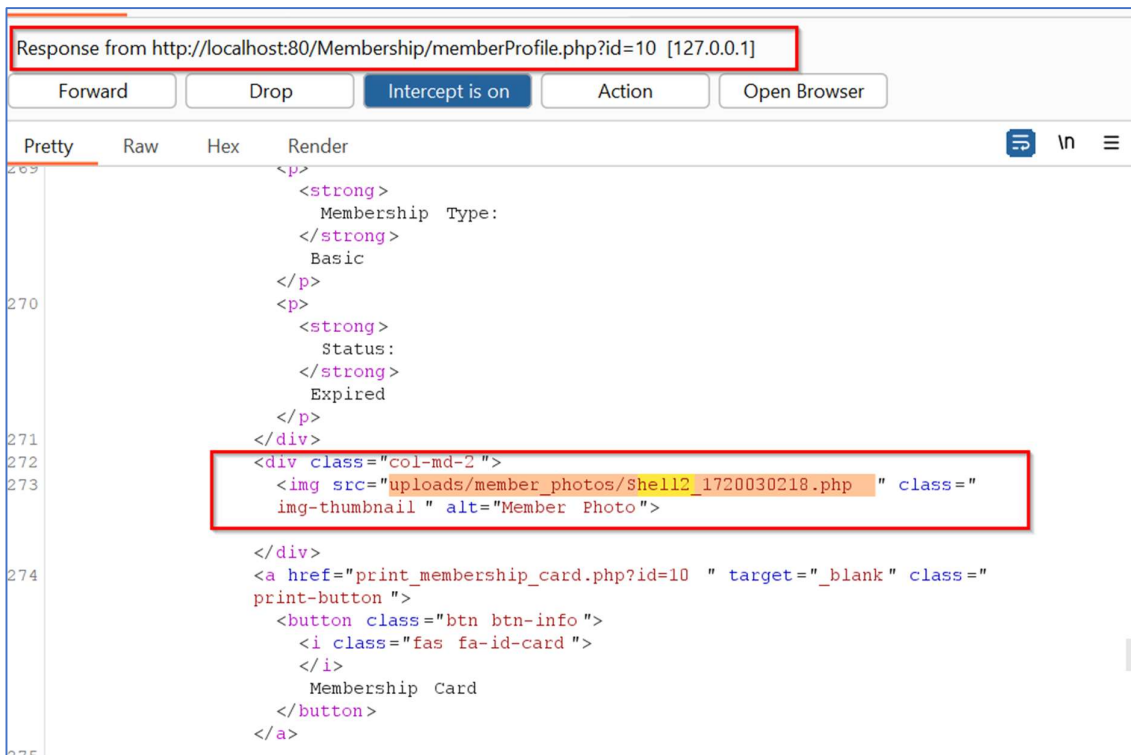 Response from http://localhost:80/Membership/memberProfile.php?id=10 [127.0.0.1]
Forward Drop Intercept is on Action Open Browser
Pretty Raw Hex Render \n
269 <p>
<strong>
Membership Type:
</strong>
Basic
</p>
270 <p>
<strong>
Status:
</strong>
Expired
</p>
271 </div>
272 <div class="col-md-2">
273 <img src="uploads/member_photos/Shell2_1720030218.php " class="
img-thumbnail " alt="Member Photo">
</div>
274 <a href="print_membership_card.php?id=10 " target="_blank" class="
print-button ">
<button class="btn btn-info ">
<i class="fas fa-id-card ">
</i>
Membership Card
</button>
</a>
275